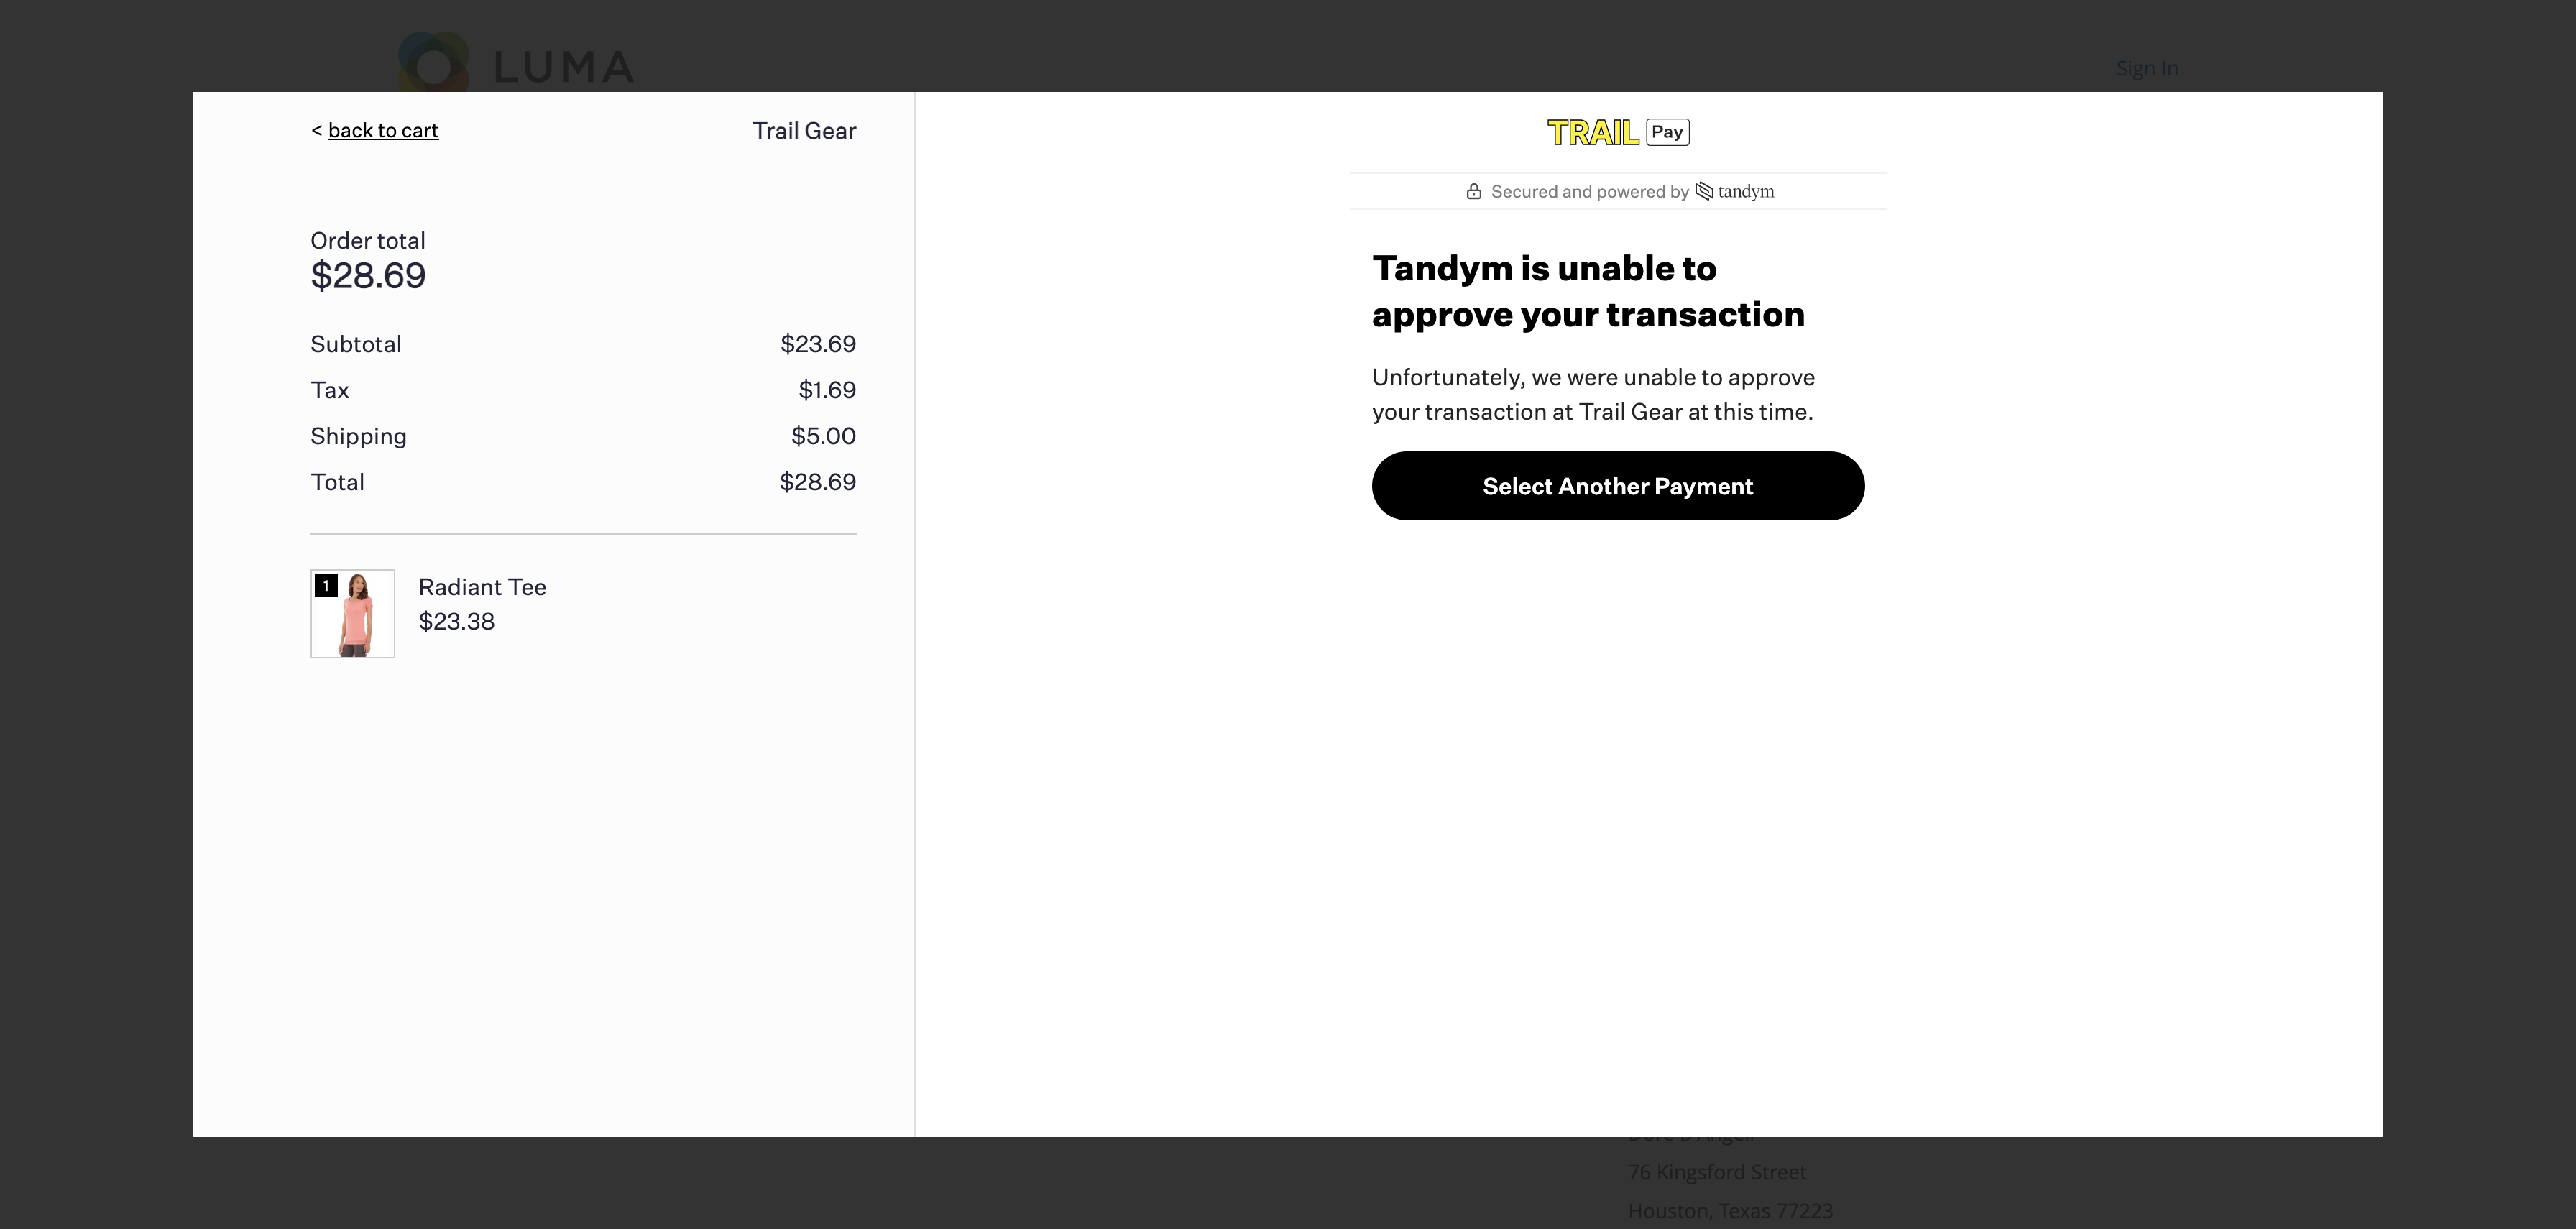 LUMA
Sign In
< back to cart
Trail Gear
Order total
$28.69
Subtotal $23.69
Tax $1.69
Shipping $5.00
Total $28.69
1
Radiant Tee
$23.38
TRAIL Pay
Secured and powered by tandym
Tandym is unable to
approve your transaction
Unfortunately, we were unable to approve
your transaction at Trail Gear at this time.
Select Another Payment
76 Kingsford Street
Houston, Texas 77223